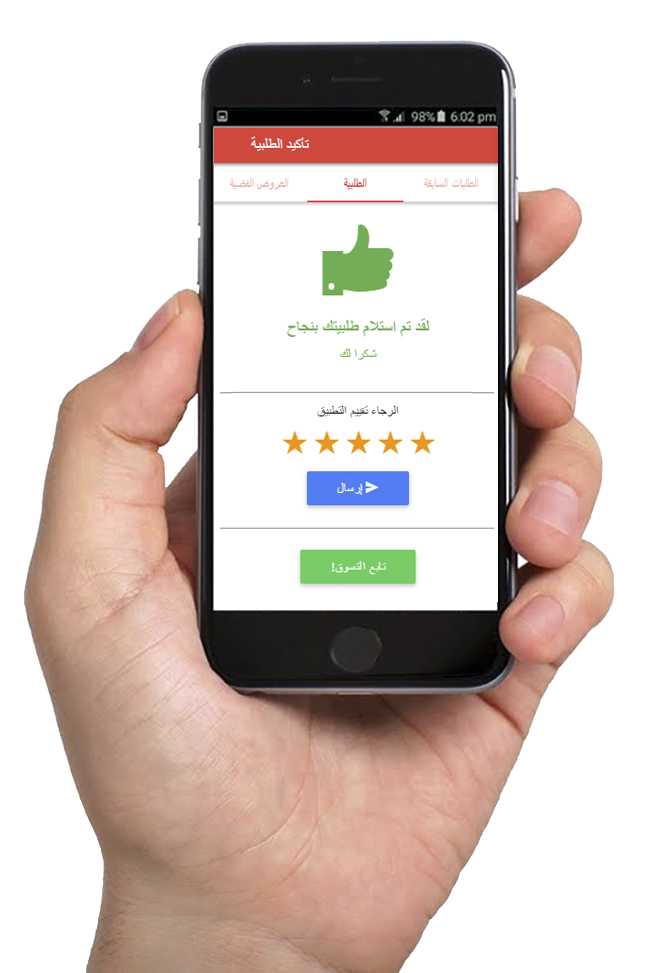 98% 6:02 pm
تأكيد الطلبية
الطلبات السابقة الطلبية العروض الفضية
لقد تم استلام طلبيتك بنجاح
شكرا لك
الرجاء تقييم التطبيق
إرسال
تابع التسوق!